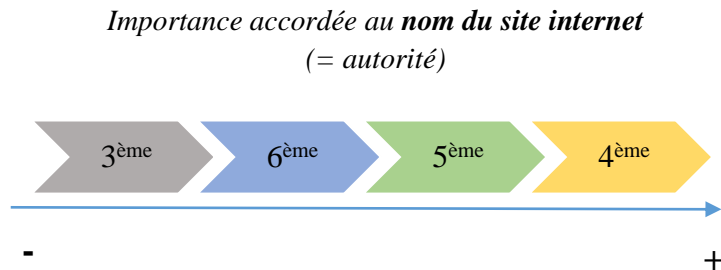 Importance accordée au nom du site internet
(= autorité)
3ème 6ème 5ème 4ème
- +